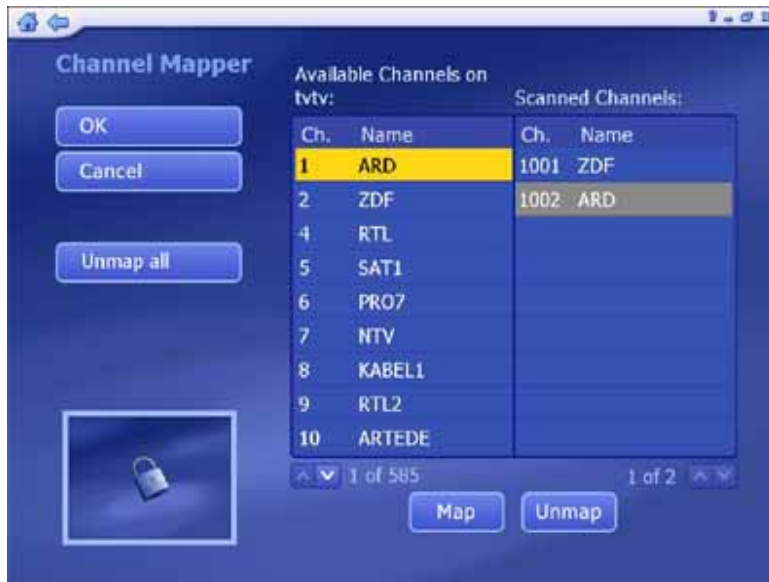 Channel Mapper
OK
Cancel
Unmap all
Available Channels on
tvtv:
Ch. Name
1 ARD
2 ZDF
4 RTL
5 SAT1
6 PRO7
7 NTV
8 KABEL1
9 RTL2
10 ARTEDE
1 of 585
Scanned Channels:
Ch. Name
1001 ZDF
1002 ARD
1 of 2
Map
Unmap